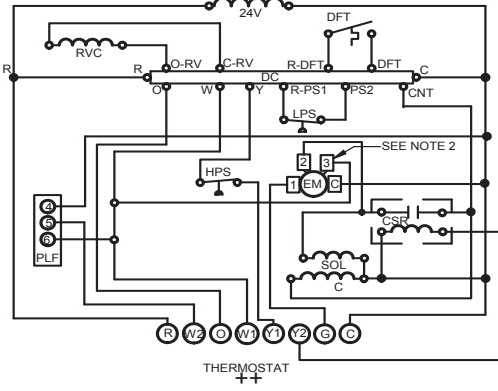 24V
DFT
RVC
O-RV
C-RV
R-DFT
DFT
R
R
DC
C
O
W
Y
R-PS1
PS2
CNT
LPS
SEE NOTE 2
2
3
HPS
1
EM
C
4
5
6
PLF
CSR
SOL
C
R
W2
O
W1
Y1
Y2
G
C
THERMOSTAT
++